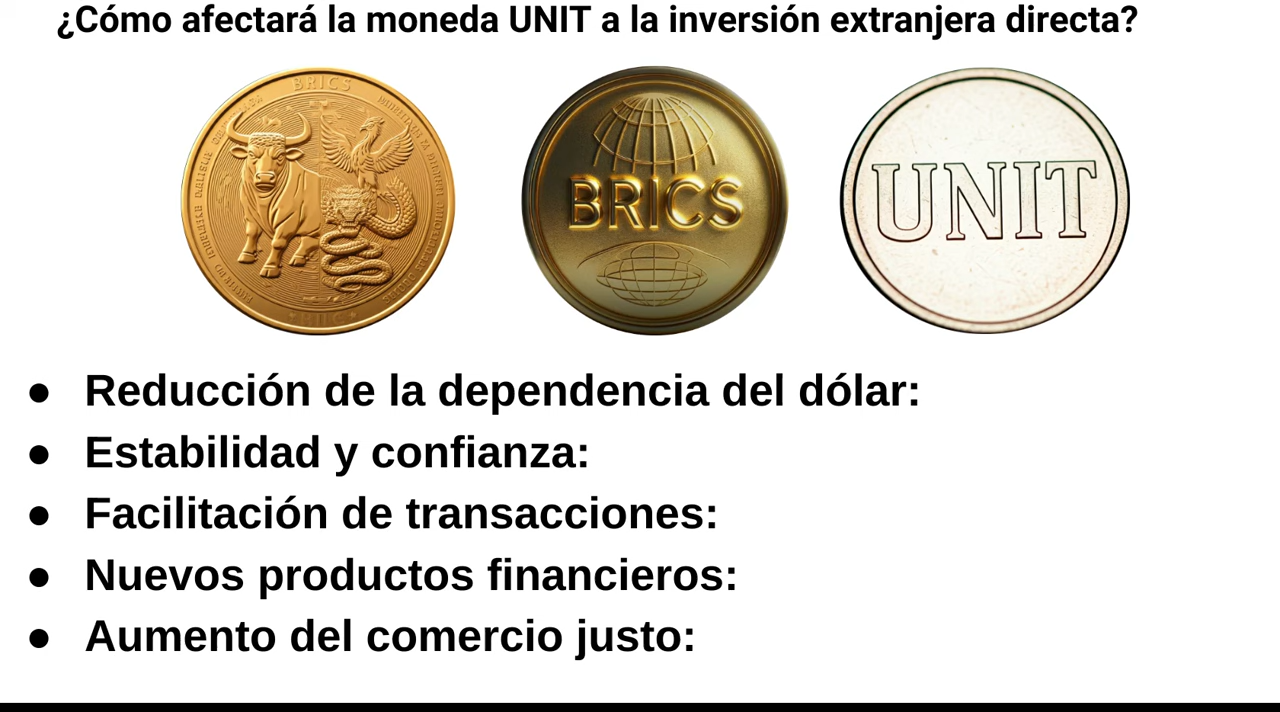 ¿Cómo afectará la moneda UNIT a la inversión extranjera directa?
BRICS
BRICS
UNIT
● Reducción de la dependencia del dólar:
● Estabilidad y confianza:
● Facilitación de transacciones:
● Nuevos productos financieros:
● Aumento del comercio justo: